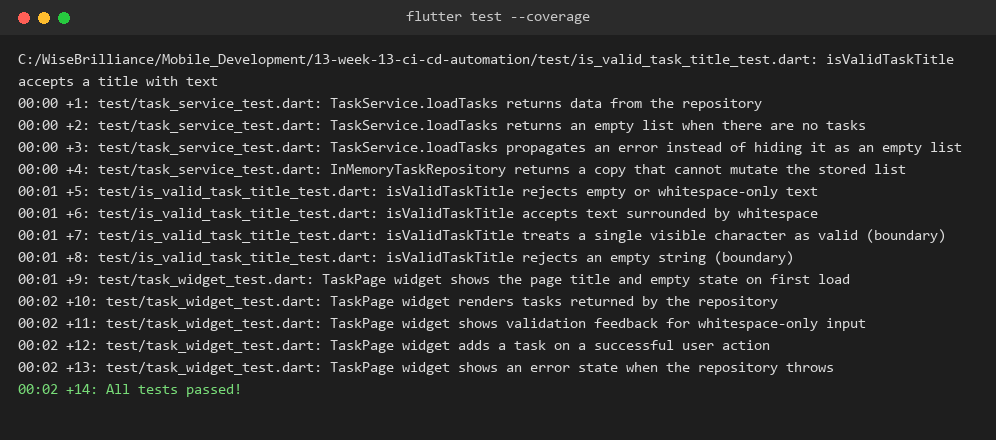 flutter test --coverage
C:/WiseBrilliance/Mobile_Development/13-week-13-ci-cd-automation/test/is_valid_task_title_test.dart: isValidTaskTitle
accepts a title with text
00:00 +1: test/task_service_test.dart: TaskService.loadTasks returns data from the repository
00:00 +2: test/task_service_test.dart: TaskService.loadTasks returns an empty list when there are no tasks
00:00 +3: test/task_service_test.dart: TaskService.loadTasks propagates an error instead of hiding it as an empty list
00:00 +4: test/task_service_test.dart: InMemoryTaskRepository returns a copy that cannot mutate the stored list
00:01 +5: test/is_valid_task_title_test.dart: isValidTaskTitle rejects empty or whitespace-only text
00:01 +6: test/is_valid_task_title_test.dart: isValidTaskTitle accepts text surrounded by whitespace
00:01 +7: test/is_valid_task_title_test.dart: isValidTaskTitle treats a single visible character as valid (boundary)
00:01 +8: test/is_valid_task_title_test.dart: isValidTaskTitle rejects an empty string (boundary)
00:01 +9: test/task_widget_test.dart: TaskPage widget shows the page title and empty state on first load
00:02 +10: test/task_widget_test.dart: TaskPage widget renders tasks returned by the repository
00:02 +11: test/task_widget_test.dart: TaskPage widget shows validation feedback for whitespace-only input
00:02 +12: test/task_widget_test.dart: TaskPage widget adds a task on a successful user action
00:02 +13: test/task_widget_test.dart: TaskPage widget shows an error state when the repository throws
00:02 +14: All tests passed!